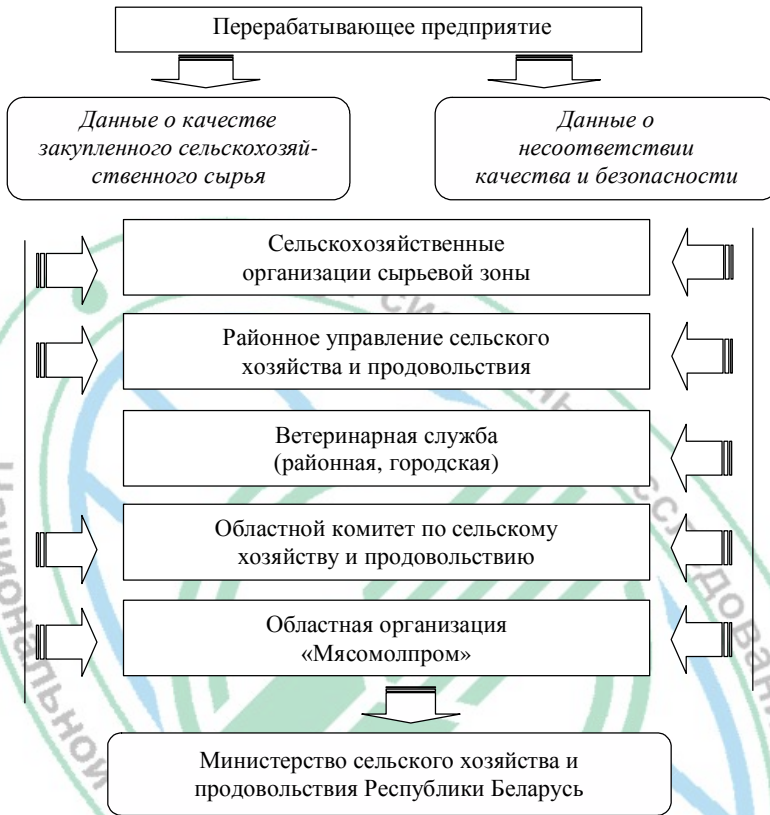 Перерабатывающее предприятие
Данные о качестве
закупленного сельскохозяй-
ственного сырья
Данные о
несоответствии
качества и безопасности
Сельскохозяйственные
организации сырьевой зоны
Районное управление сельского
хозяйства и продовольствия
Ветеринарная служба
(районная, городская)
Областной комитет по сельскому
хозяйству и продовольствию
Областная организация
«Мясомолпром»
Министерство сельского хозяйства и
продовольствия Республики Беларусь